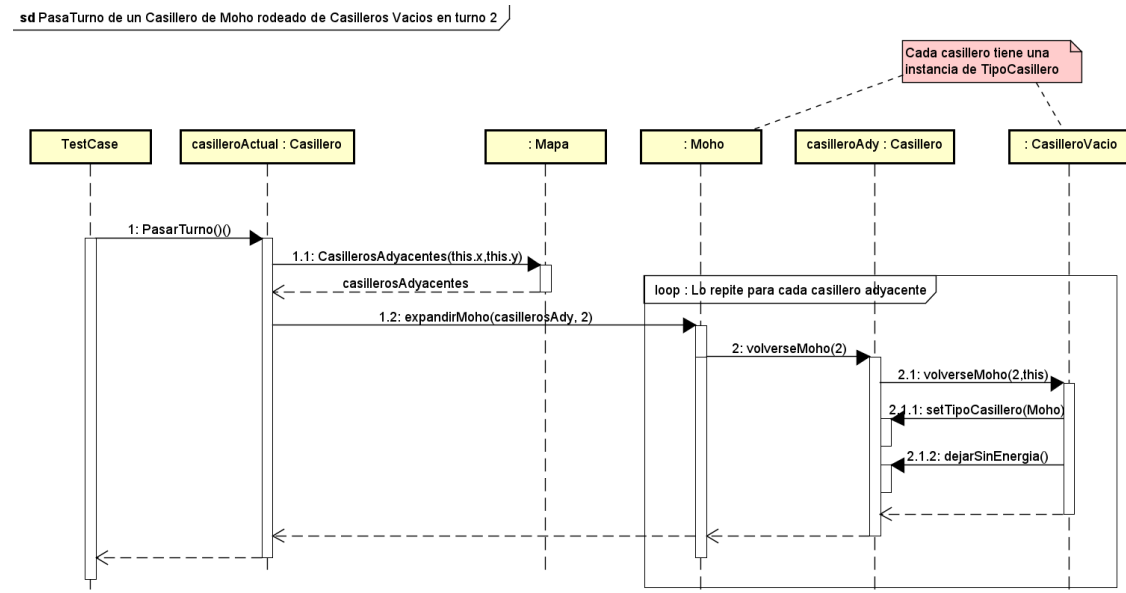 sd PasaTurno de un Casillero de Moho rodeado de Casilleros Vacios en turno 2
Cada casillero tiene una
instancia de TipoCasillero
TestCase
casilleroActual : Casillero
: Mapa
: Moho
casilleroAdy : Casillero
: CasilleroVacio
1: PasarTurno()()
1.1: CasillerosAdyacentes(this.x,this.y)
casillerosAdyacentes
loop : Lo repite para cada casillero adyacente
1.2: expandirMoho(casillerosAdy, 2)
2: volverseMoho(2)
2.1: volverseMoho(2,this)
2.1.1: setTipoCasillero(Moho)
2.1.2: dejarSinEnergia()